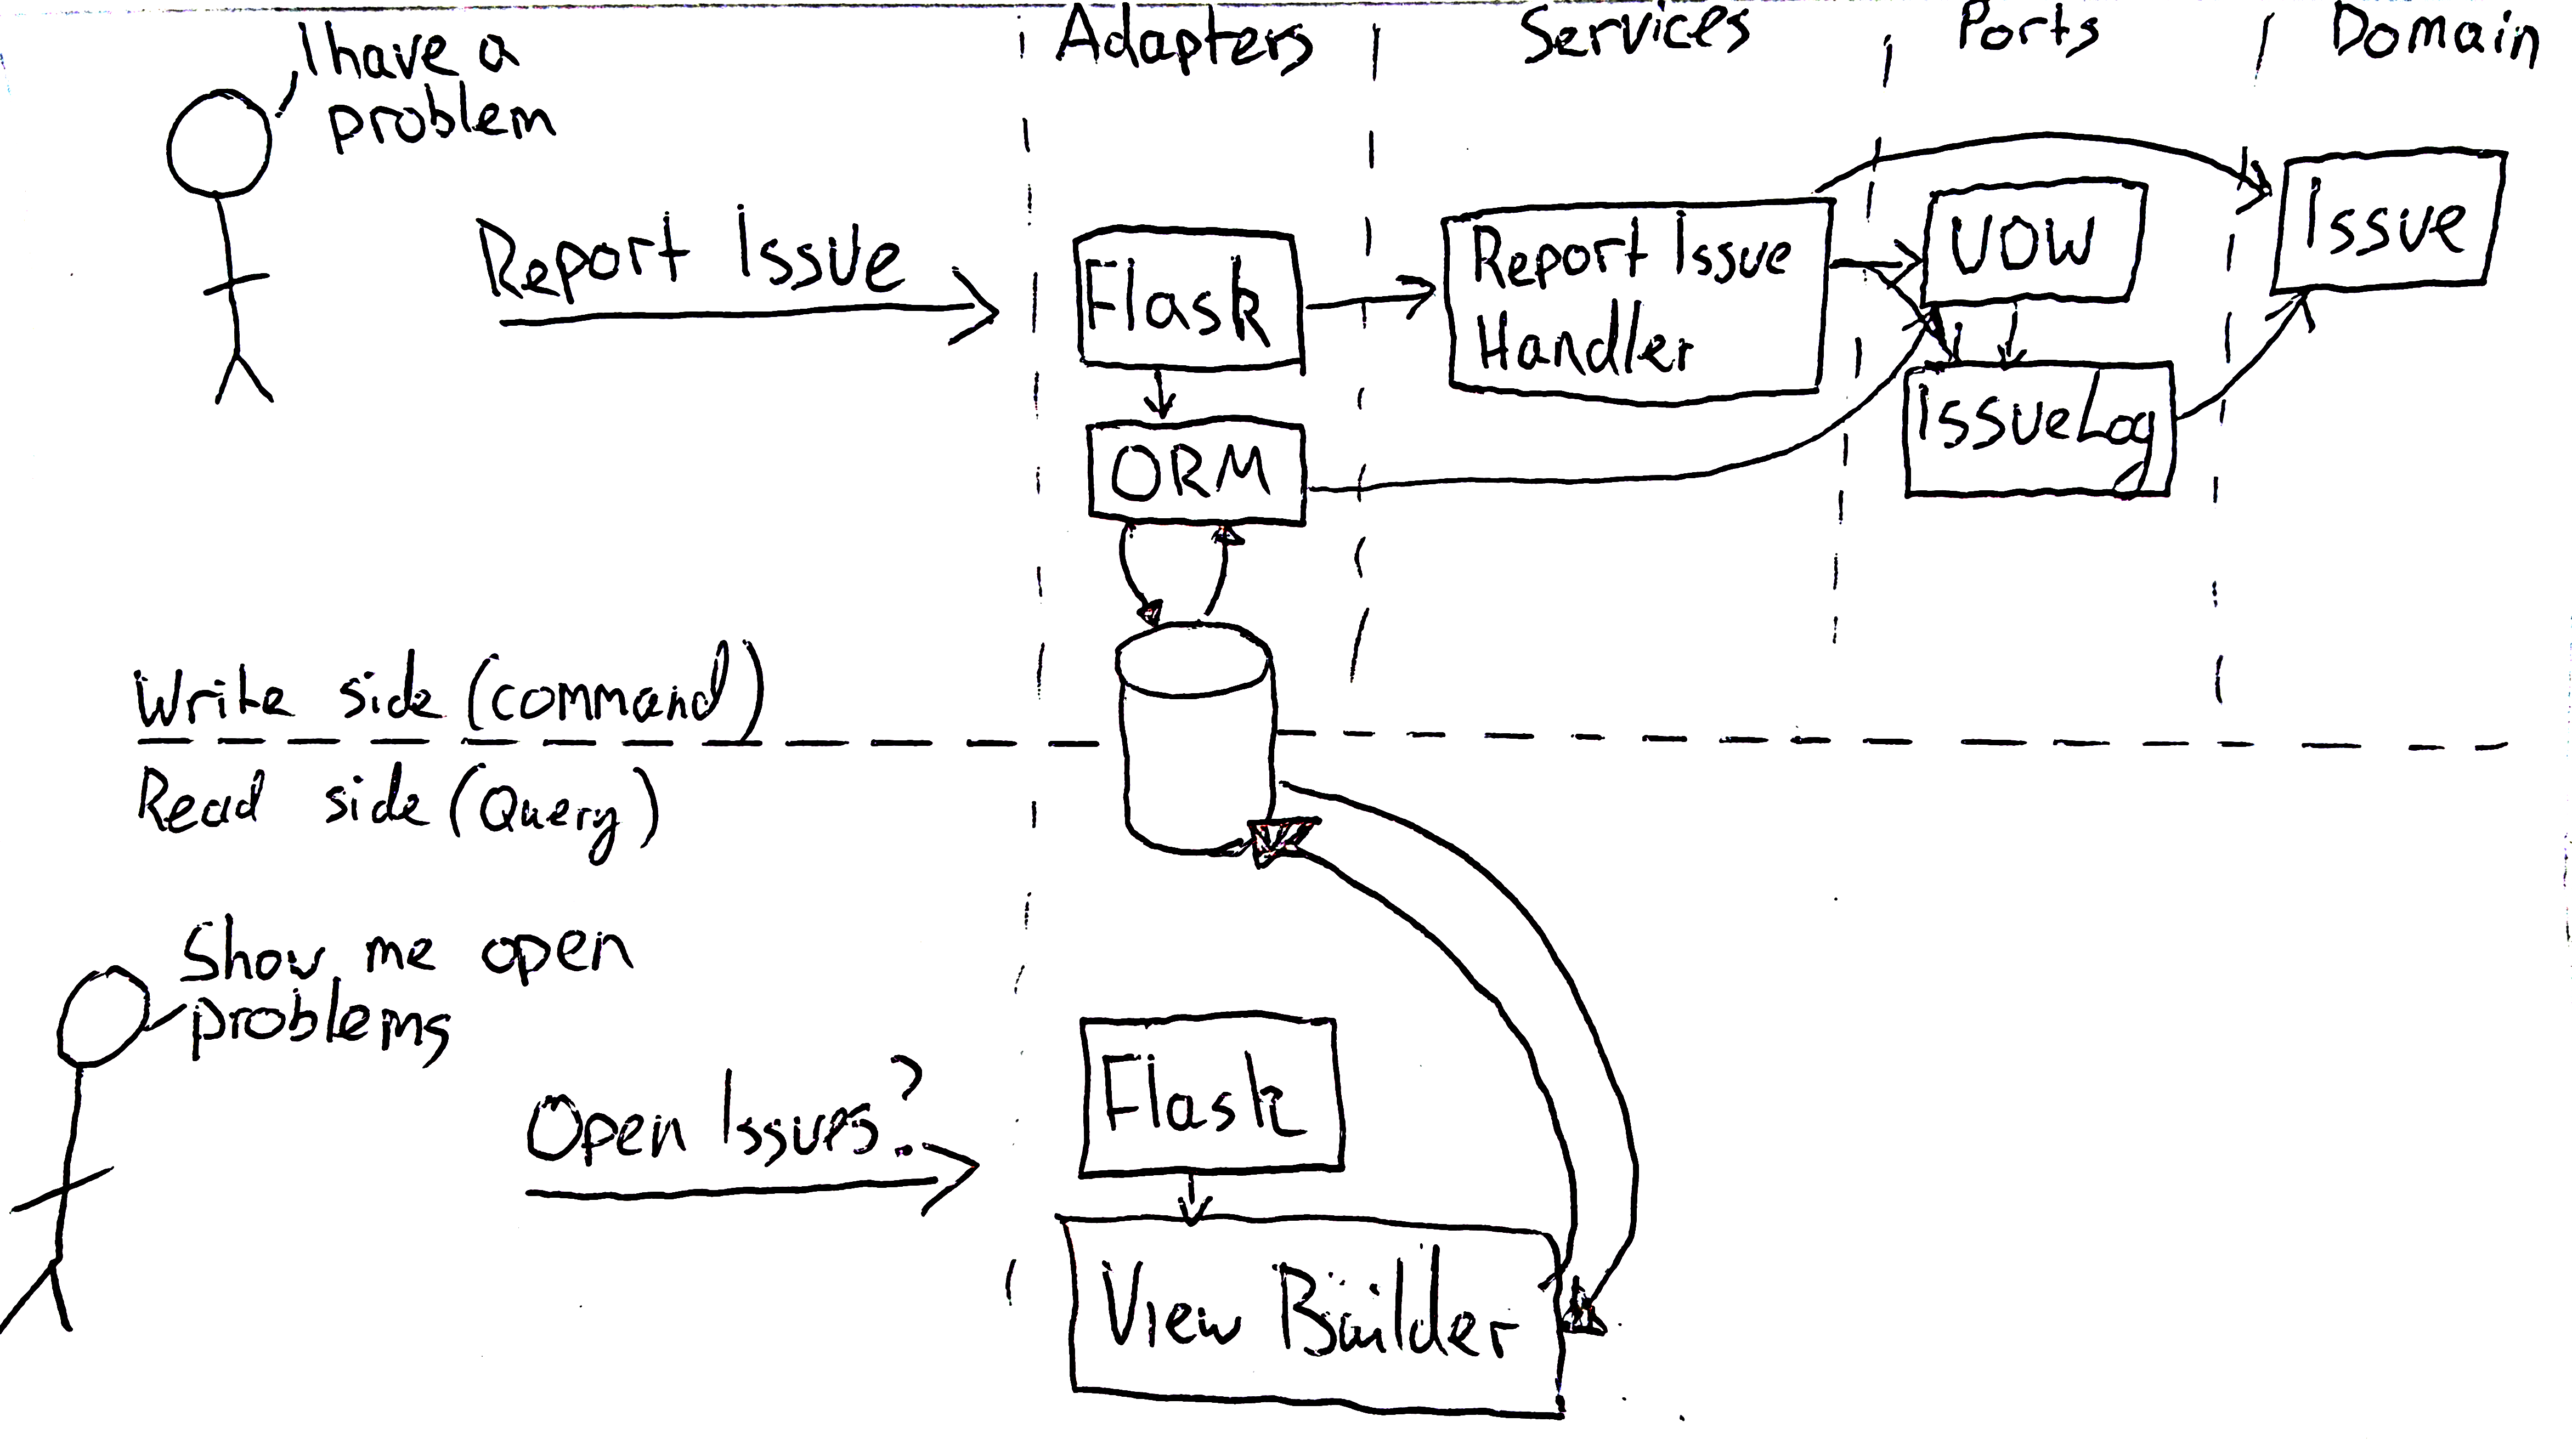 Adapters
Services
Ports
Domain
I have a
problem
Report Issue
Flask
Report Issue
Handler
UOW
Issue
IssueLog
ORM
Write side (command)
Read side (Query)
Show me open
problems
Open Issues?
Flask
View Builder